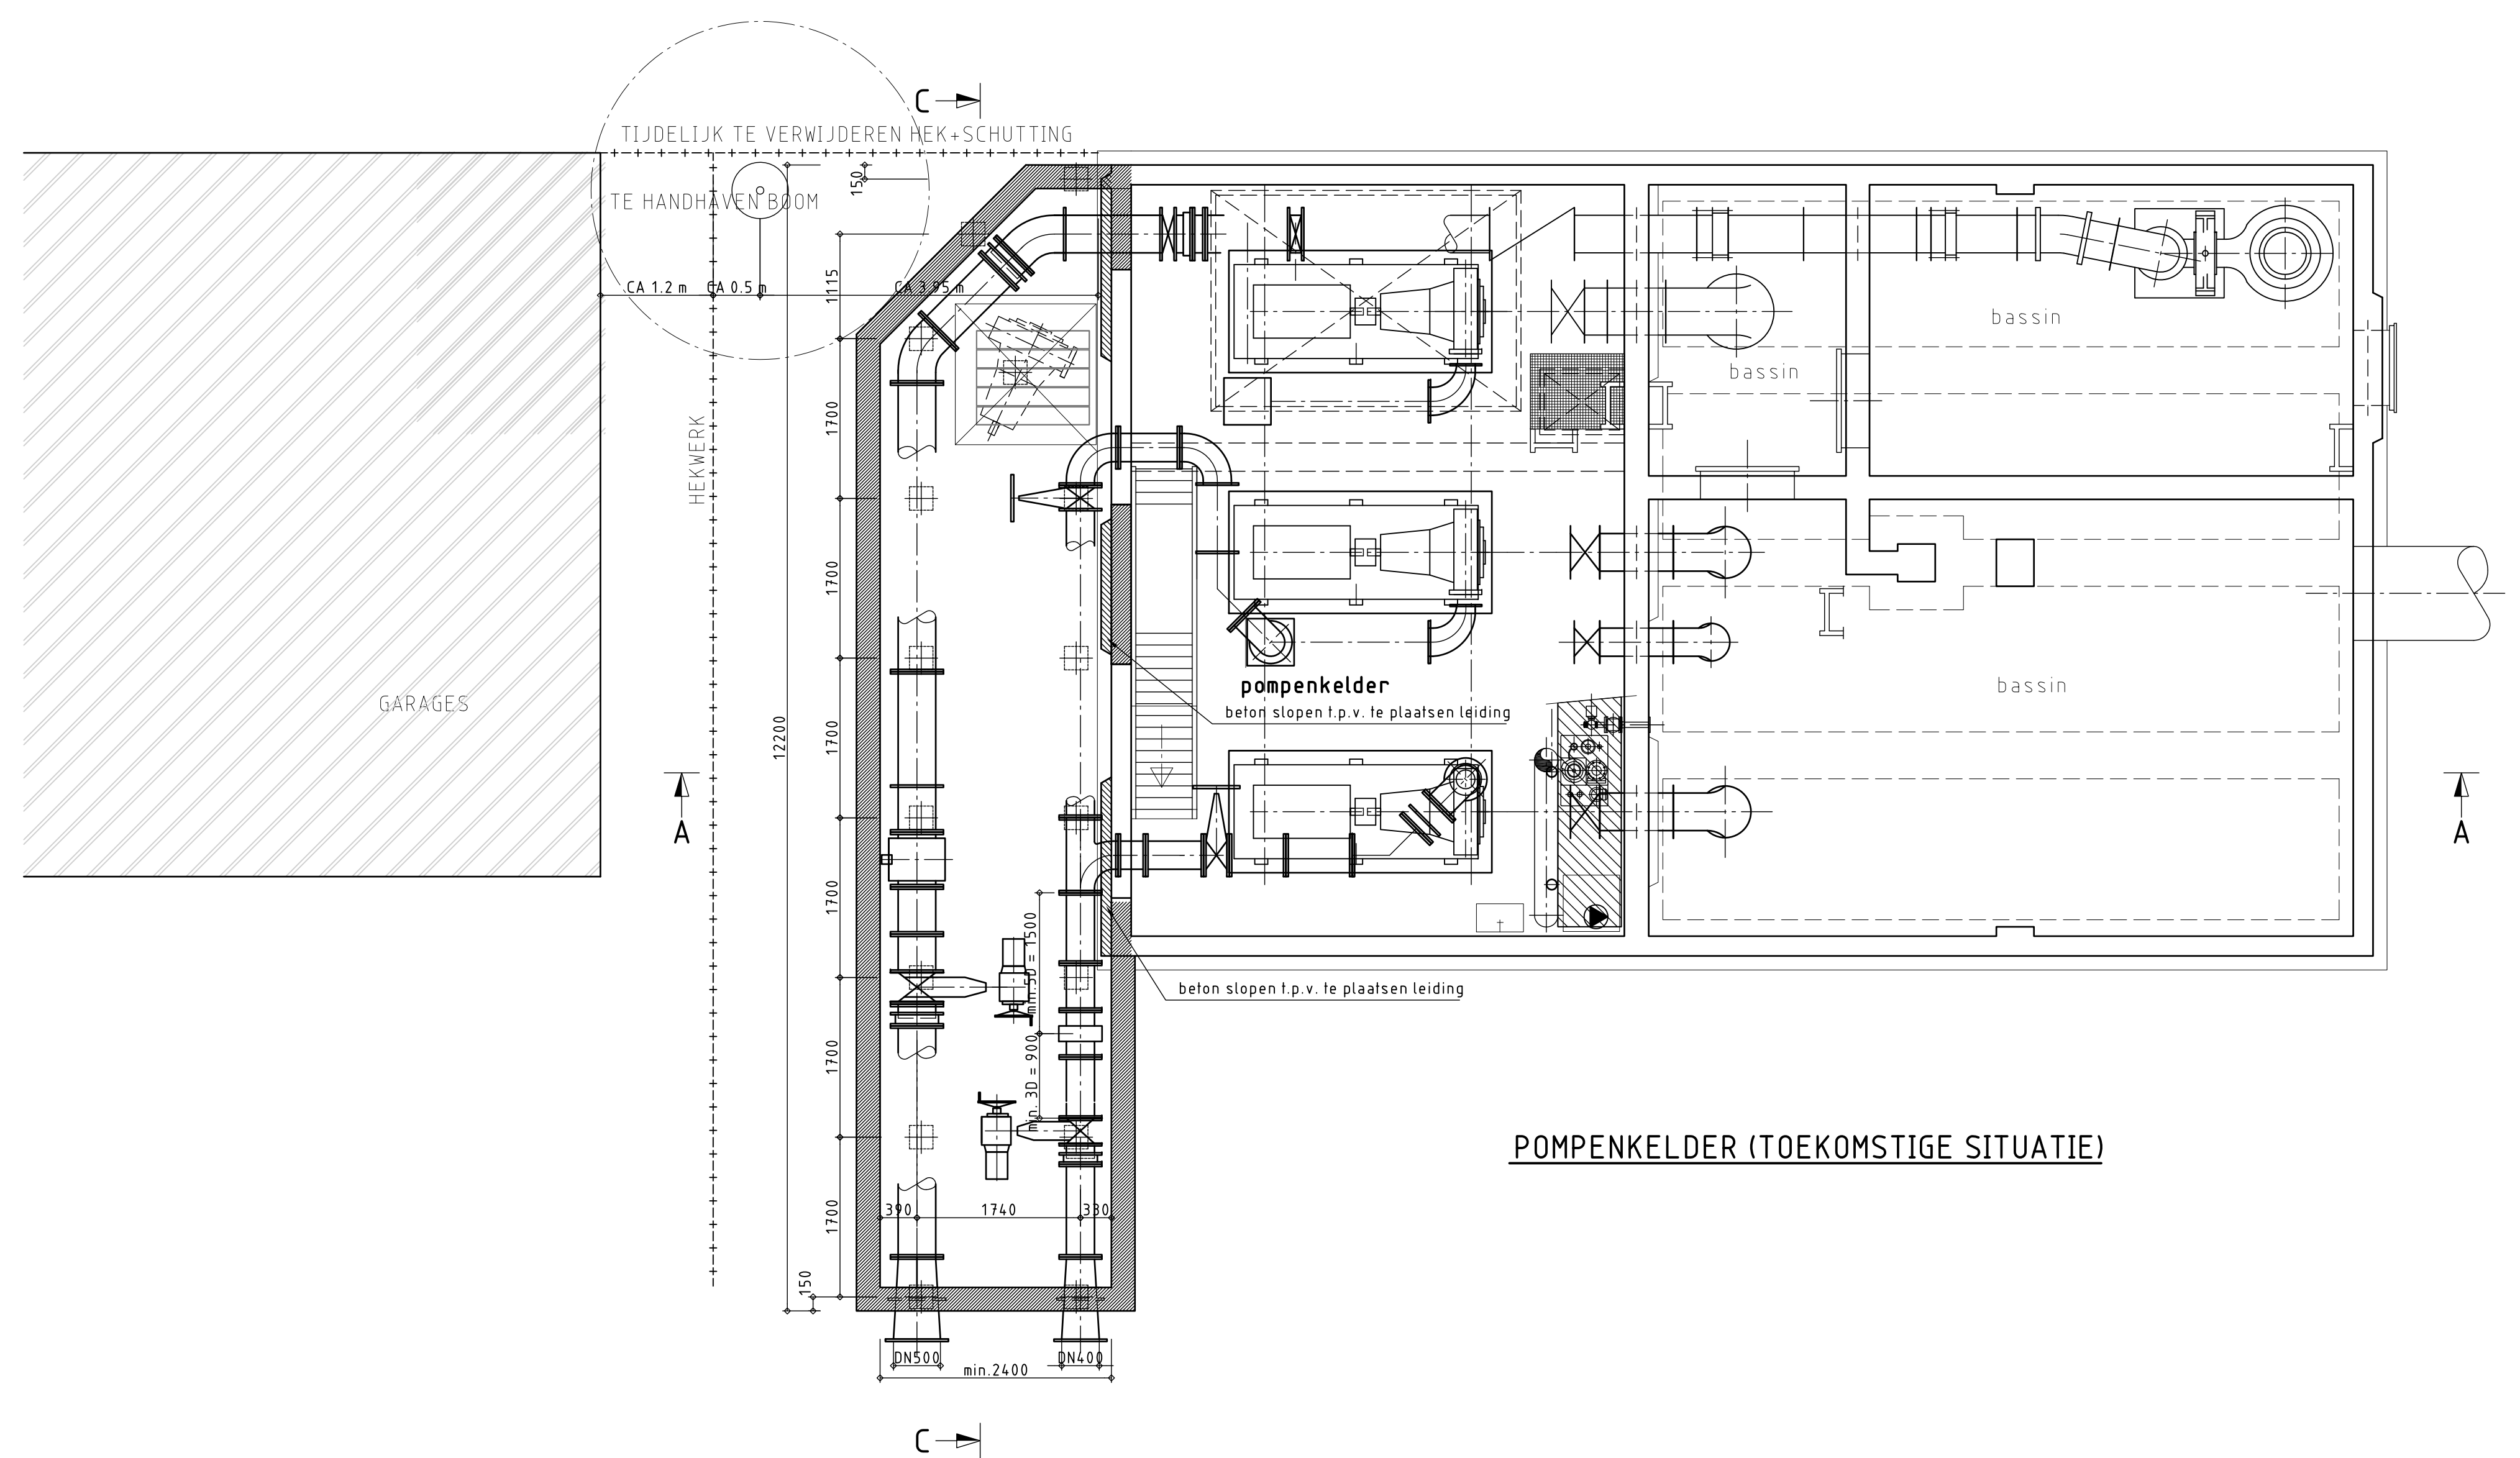 C
TIJDELIJK TE VERWIJDEREN HEK+SCHUTTING
150
TE HANDHAVEN BOOM
CA 1.2 m
CA 0.5 m
CA 3.95 m
1115
bassin
bassin
1700
HEKWERK
1700
GARAGES
pompenkelder
beton slopen t.p.v. te plaatsen leiding
bassin
12200
1700
A
A
1700
min.5D = 1500
beton slopen t.p.v. te plaatsen leiding
1700
min. 3D = 900
POMPENKELDER (TOEKOMSTIGE SITUATIE)
1700
390
1740
330
150
DN500
DN400
min.2400
C